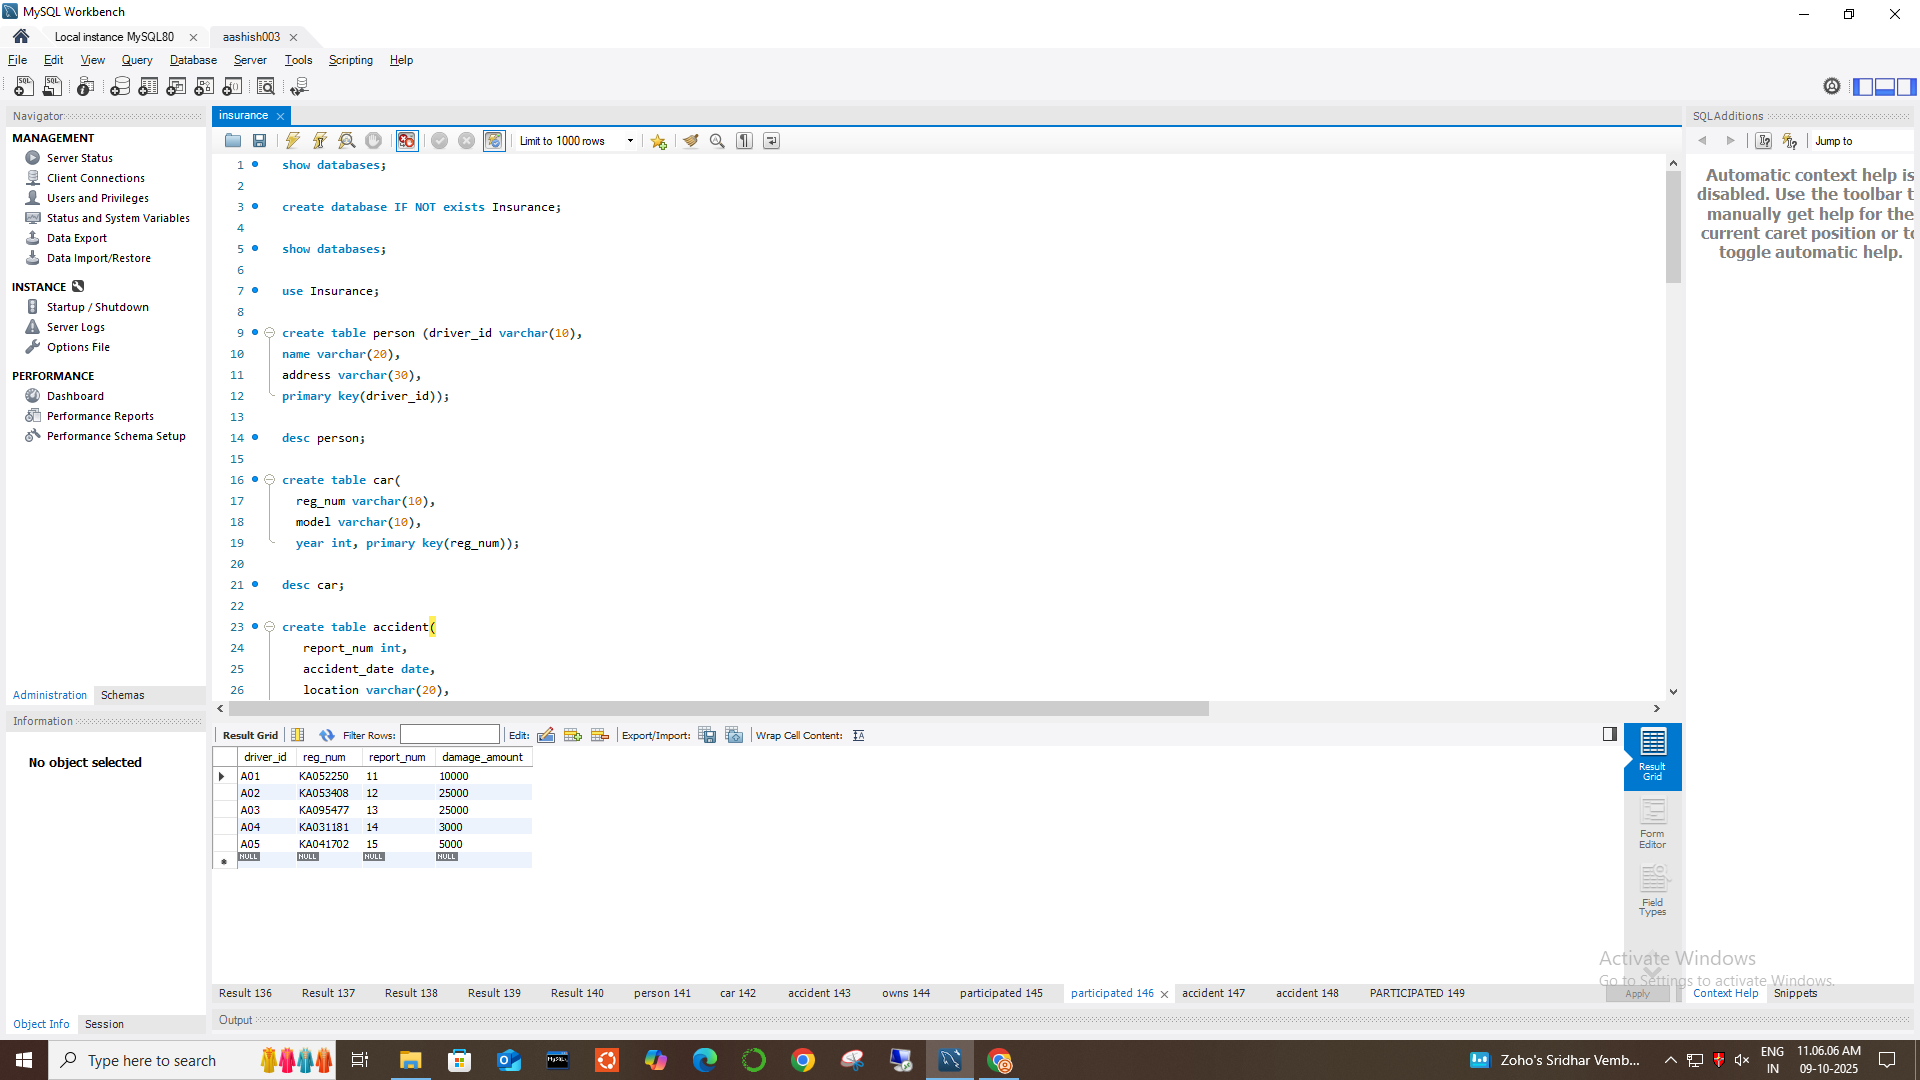 MySQL Workbench
Local instance MySQL80
aashish003
File Edit View Query Database Server Tools Scripting Help
Navigator
MANAGEMENT
Server Status
Client Connections
Users and Privileges
Status and System Variables
Data Export
Data Import/Restore
INSTANCE
Startup / Shutdown
Server Logs
Options File
PERFORMANCE
Dashboard
Performance Reports
Performance Schema Setup
Administration Schemas
Information
No object selected
Object Info Session
insurance
Limit to 1000 rows
1 show databases;
2
3 create database IF NOT exists Insurance;
4
5 show databases;
6
7 use Insurance;
8
9 create table person (driver_id varchar(10),
10 name varchar(20),
11 address varchar(30),
12 primary key(driver_id));
13
14 desc person;
15
16 create table car(
17 reg_num varchar(10),
18 model varchar(10),
19 year int, primary key(reg_num));
20
21 desc car;
22
23 create table accident(
24 report_num int,
25 accident_date date,
26 location varchar(20),
Result Grid Filter Rows: Edit: Export/Import: Wrap Cell Content:
driver_id reg_num report_num damage_amount
A01 KA052250 11 10000
A02 KA053408 12 25000
A03 KA095477 13 25000
A04 KA031181 14 3000
A05 KA041702 15 5000
NULL NULL NULL NULL
Result Grid
Form Editor
Field Types
Result 136 Result 137 Result 138 Result 139 Result 140 person 141 car 142 accident 143 owns 144 participated 145 participated 146 accident 147 accident 148 PARTICIPATED 149
Apply
Output
SQLAdditions
Jump to
Automatic context help is
disabled. Use the toolbar t
manually get help for the
current caret position or to
toggle automatic help.
Activate Windows
Go to Settings to activate Windows.
Context Help Snippets
Type here to search
Zoho's Sridhar Vemb...
ENG
IN
11.06.06 AM
09-10-2025